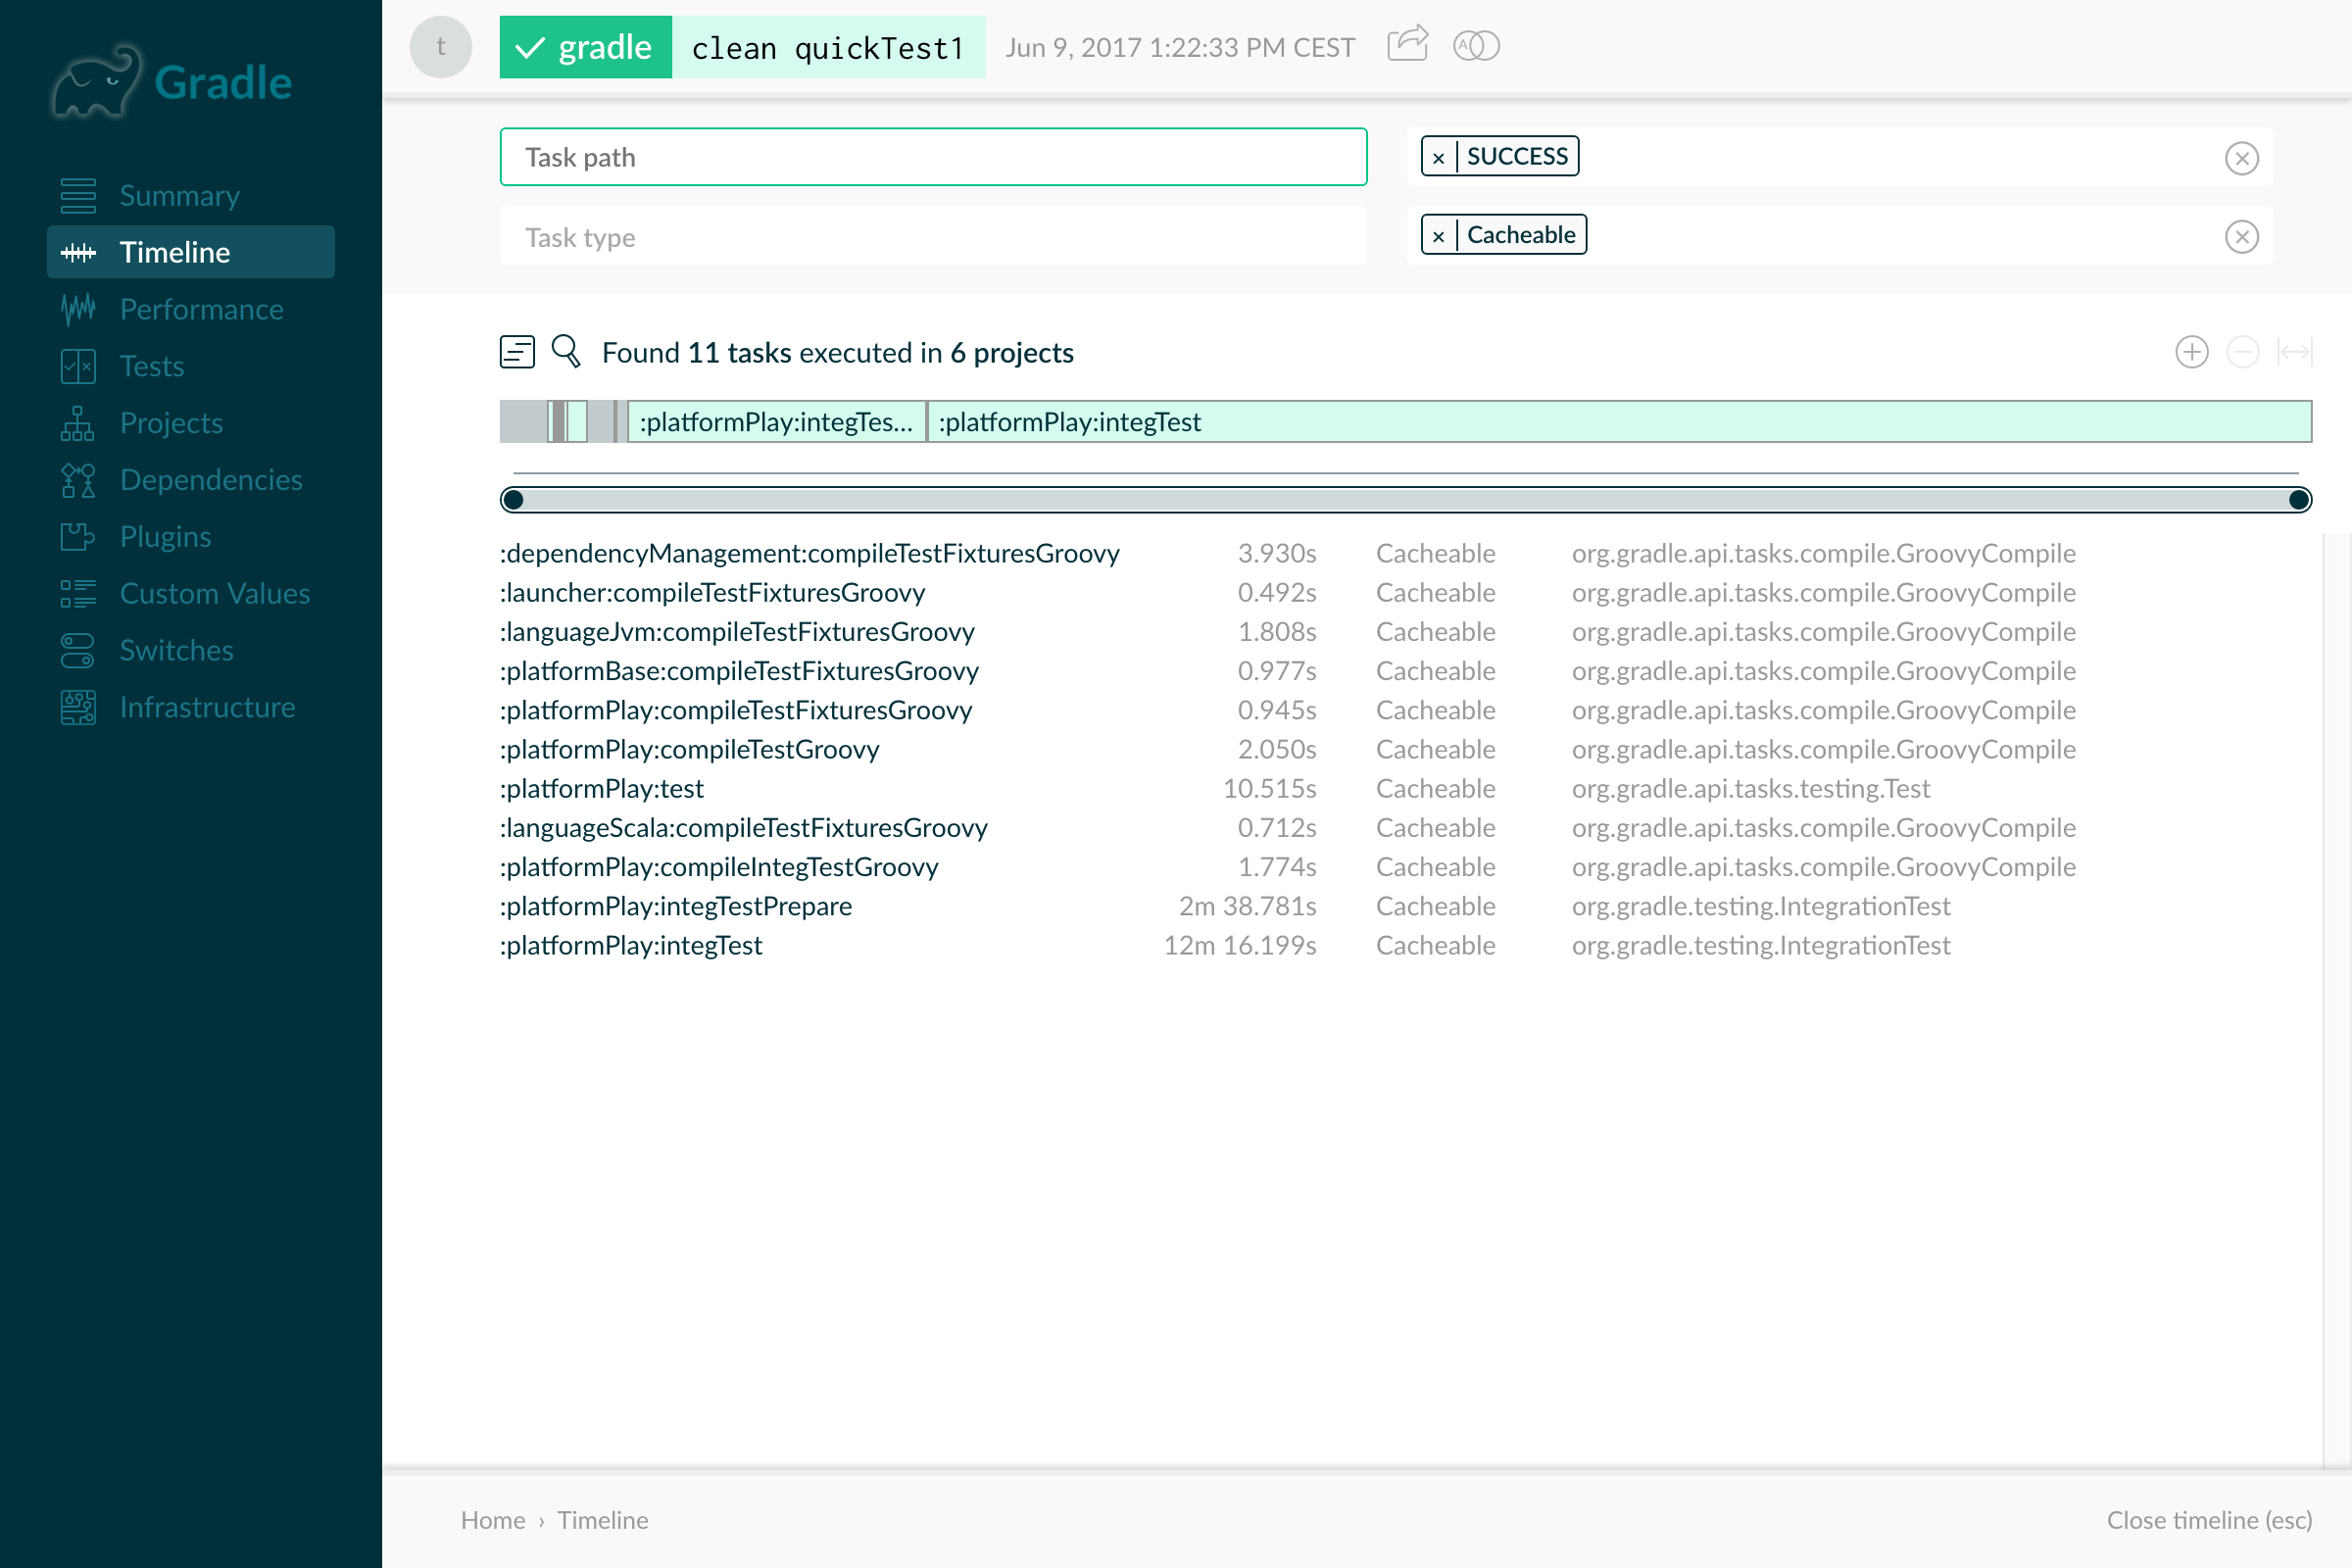 Gradle
Summary
Timeline
Performance
Tests
Projects
Dependencies
Plugins
Custom Values
Switches
Infrastructure
t
gradle clean quickTest1 Jun 9, 2017 1:22:33 PM CEST
Task path
× SUCCESS
Task type
× Cacheable
Found 11 tasks executed in 6 projects
:platformPlay:integTes... :platformPlay:integTest
:dependencyManagement:compileTestFixturesGroovy 3.930s Cacheable org.gradle.api.tasks.compile.GroovyCompile
:launcher:compileTestFixturesGroovy 0.492s Cacheable org.gradle.api.tasks.compile.GroovyCompile
:languageJvm:compileTestFixturesGroovy 1.808s Cacheable org.gradle.api.tasks.compile.GroovyCompile
:platformBase:compileTestFixturesGroovy 0.977s Cacheable org.gradle.api.tasks.compile.GroovyCompile
:platformPlay:compileTestFixturesGroovy 0.945s Cacheable org.gradle.api.tasks.compile.GroovyCompile
:platformPlay:compileTestGroovy 2.050s Cacheable org.gradle.api.tasks.compile.GroovyCompile
:platformPlay:test 10.515s Cacheable org.gradle.api.tasks.testing.Test
:languageScala:compileTestFixturesGroovy 0.712s Cacheable org.gradle.api.tasks.compile.GroovyCompile
:platformPlay:compileIntegTestGroovy 1.774s Cacheable org.gradle.api.tasks.compile.GroovyCompile
:platformPlay:integTestPrepare 2m 38.781s Cacheable org.gradle.testing.IntegrationTest
:platformPlay:integTest 12m 16.199s Cacheable org.gradle.testing.IntegrationTest
Home › Timeline
Close timeline (esc)